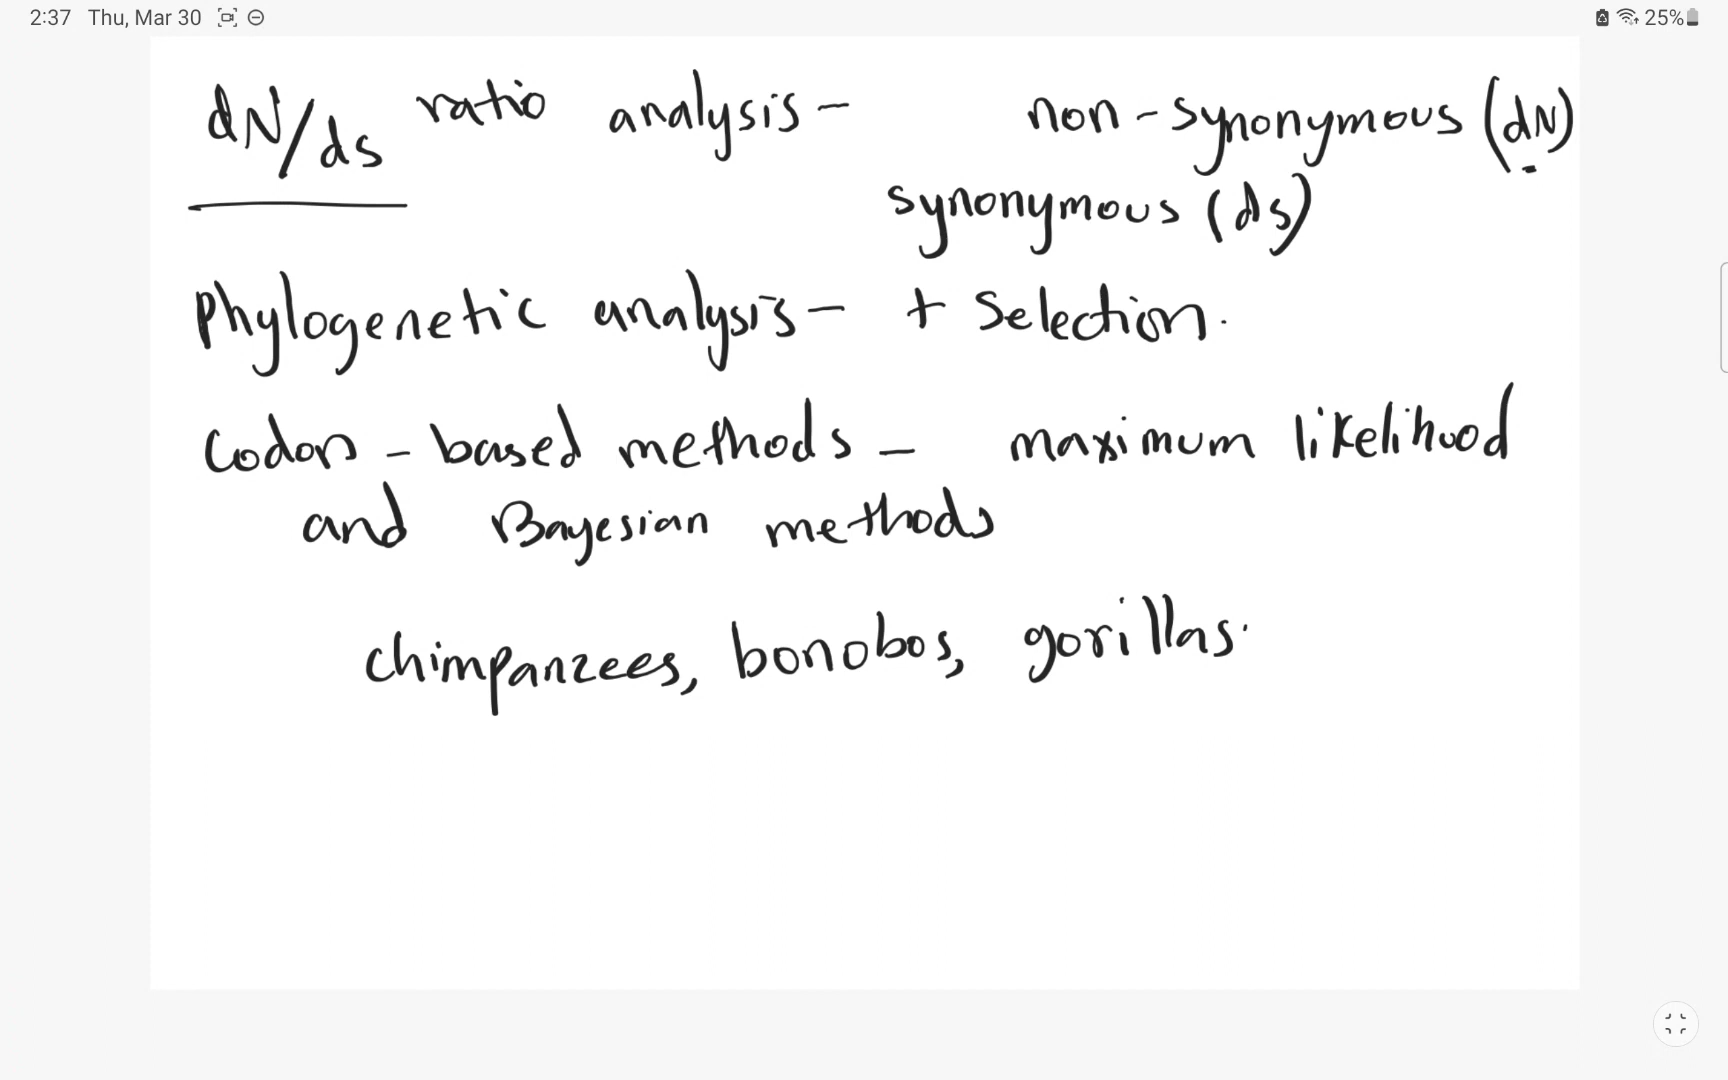 2:37 Thu, Mar 30 25%
dN/ds ratio analysis - non-synonymous (dN)
synonymous (ds)
Phylogenetic analysis - + Selection.
Codon - based methods - maximum likelihood
and Bayesian methods
chimpanzees, bonobos, gorillas.